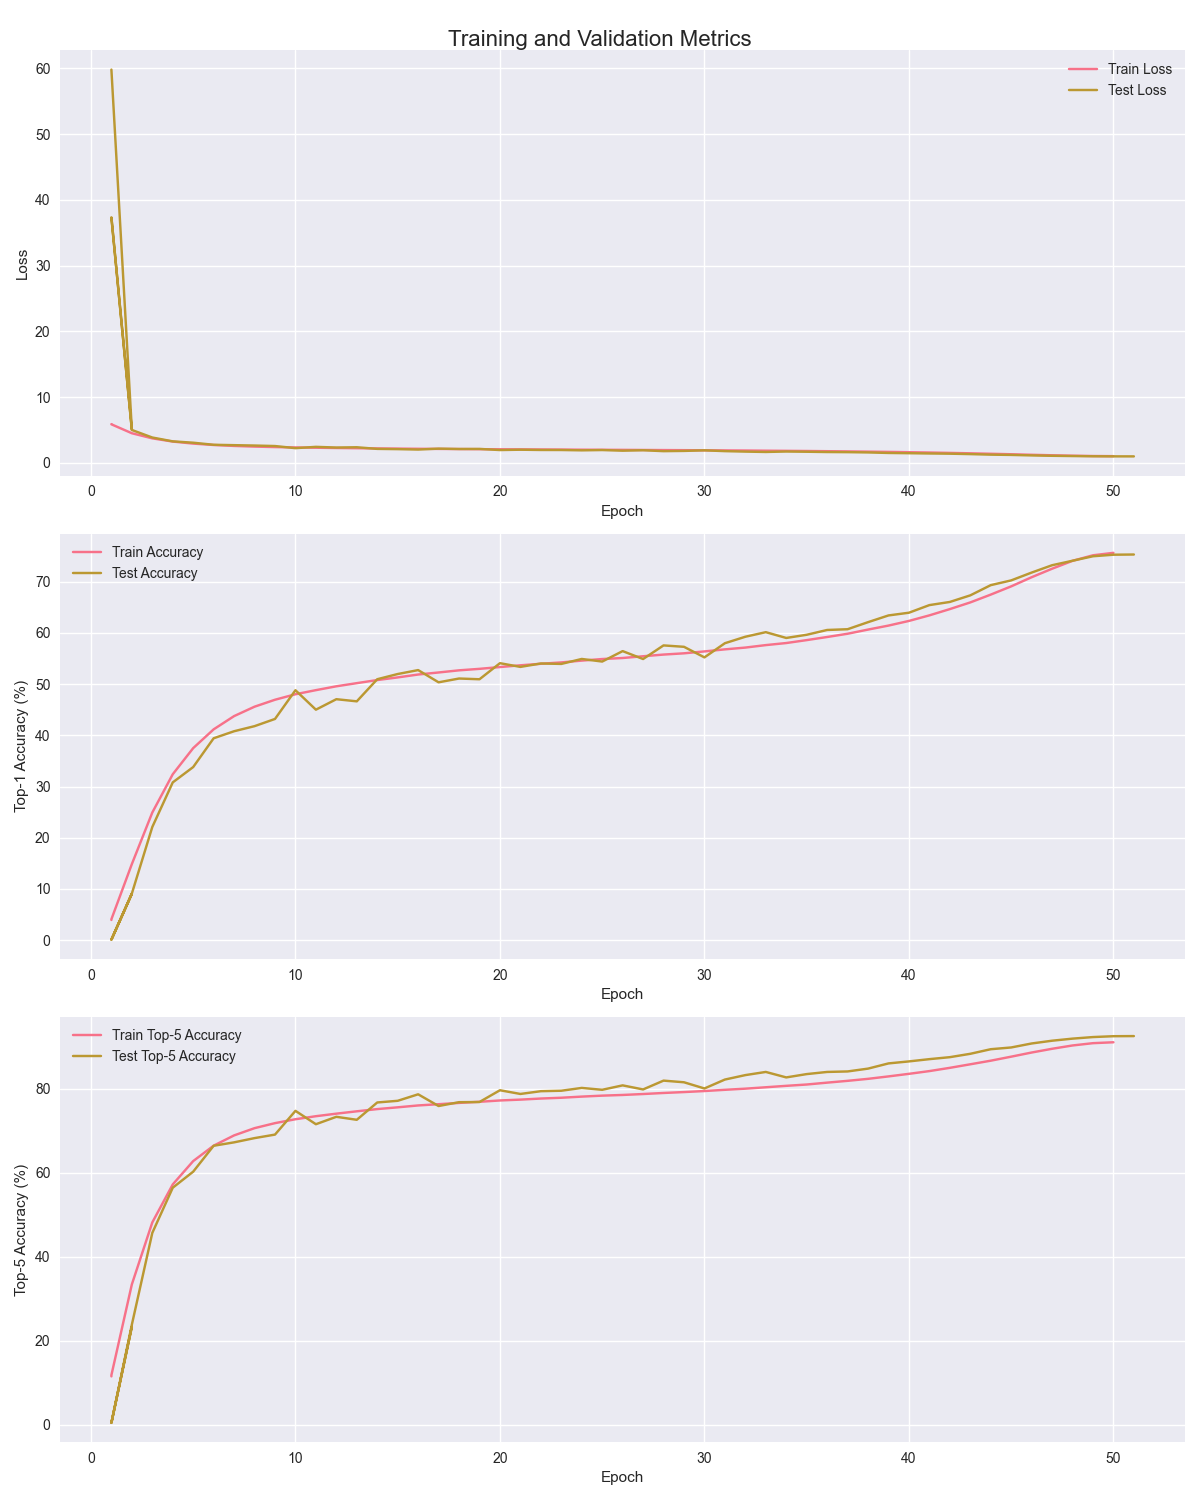 Training and Validation Metrics
Train Loss
Test Loss
60
50
40
30
20
10
0
Loss
0 10 20 30 40 50
Epoch
Train Accuracy
Test Accuracy
70
60
50
40
30
20
10
0
Top-1 Accuracy (%)
0 10 20 30 40 50
Epoch
Train Top-5 Accuracy
Test Top-5 Accuracy
80
60
40
20
0
Top-5 Accuracy (%)
0 10 20 30 40 50
Epoch